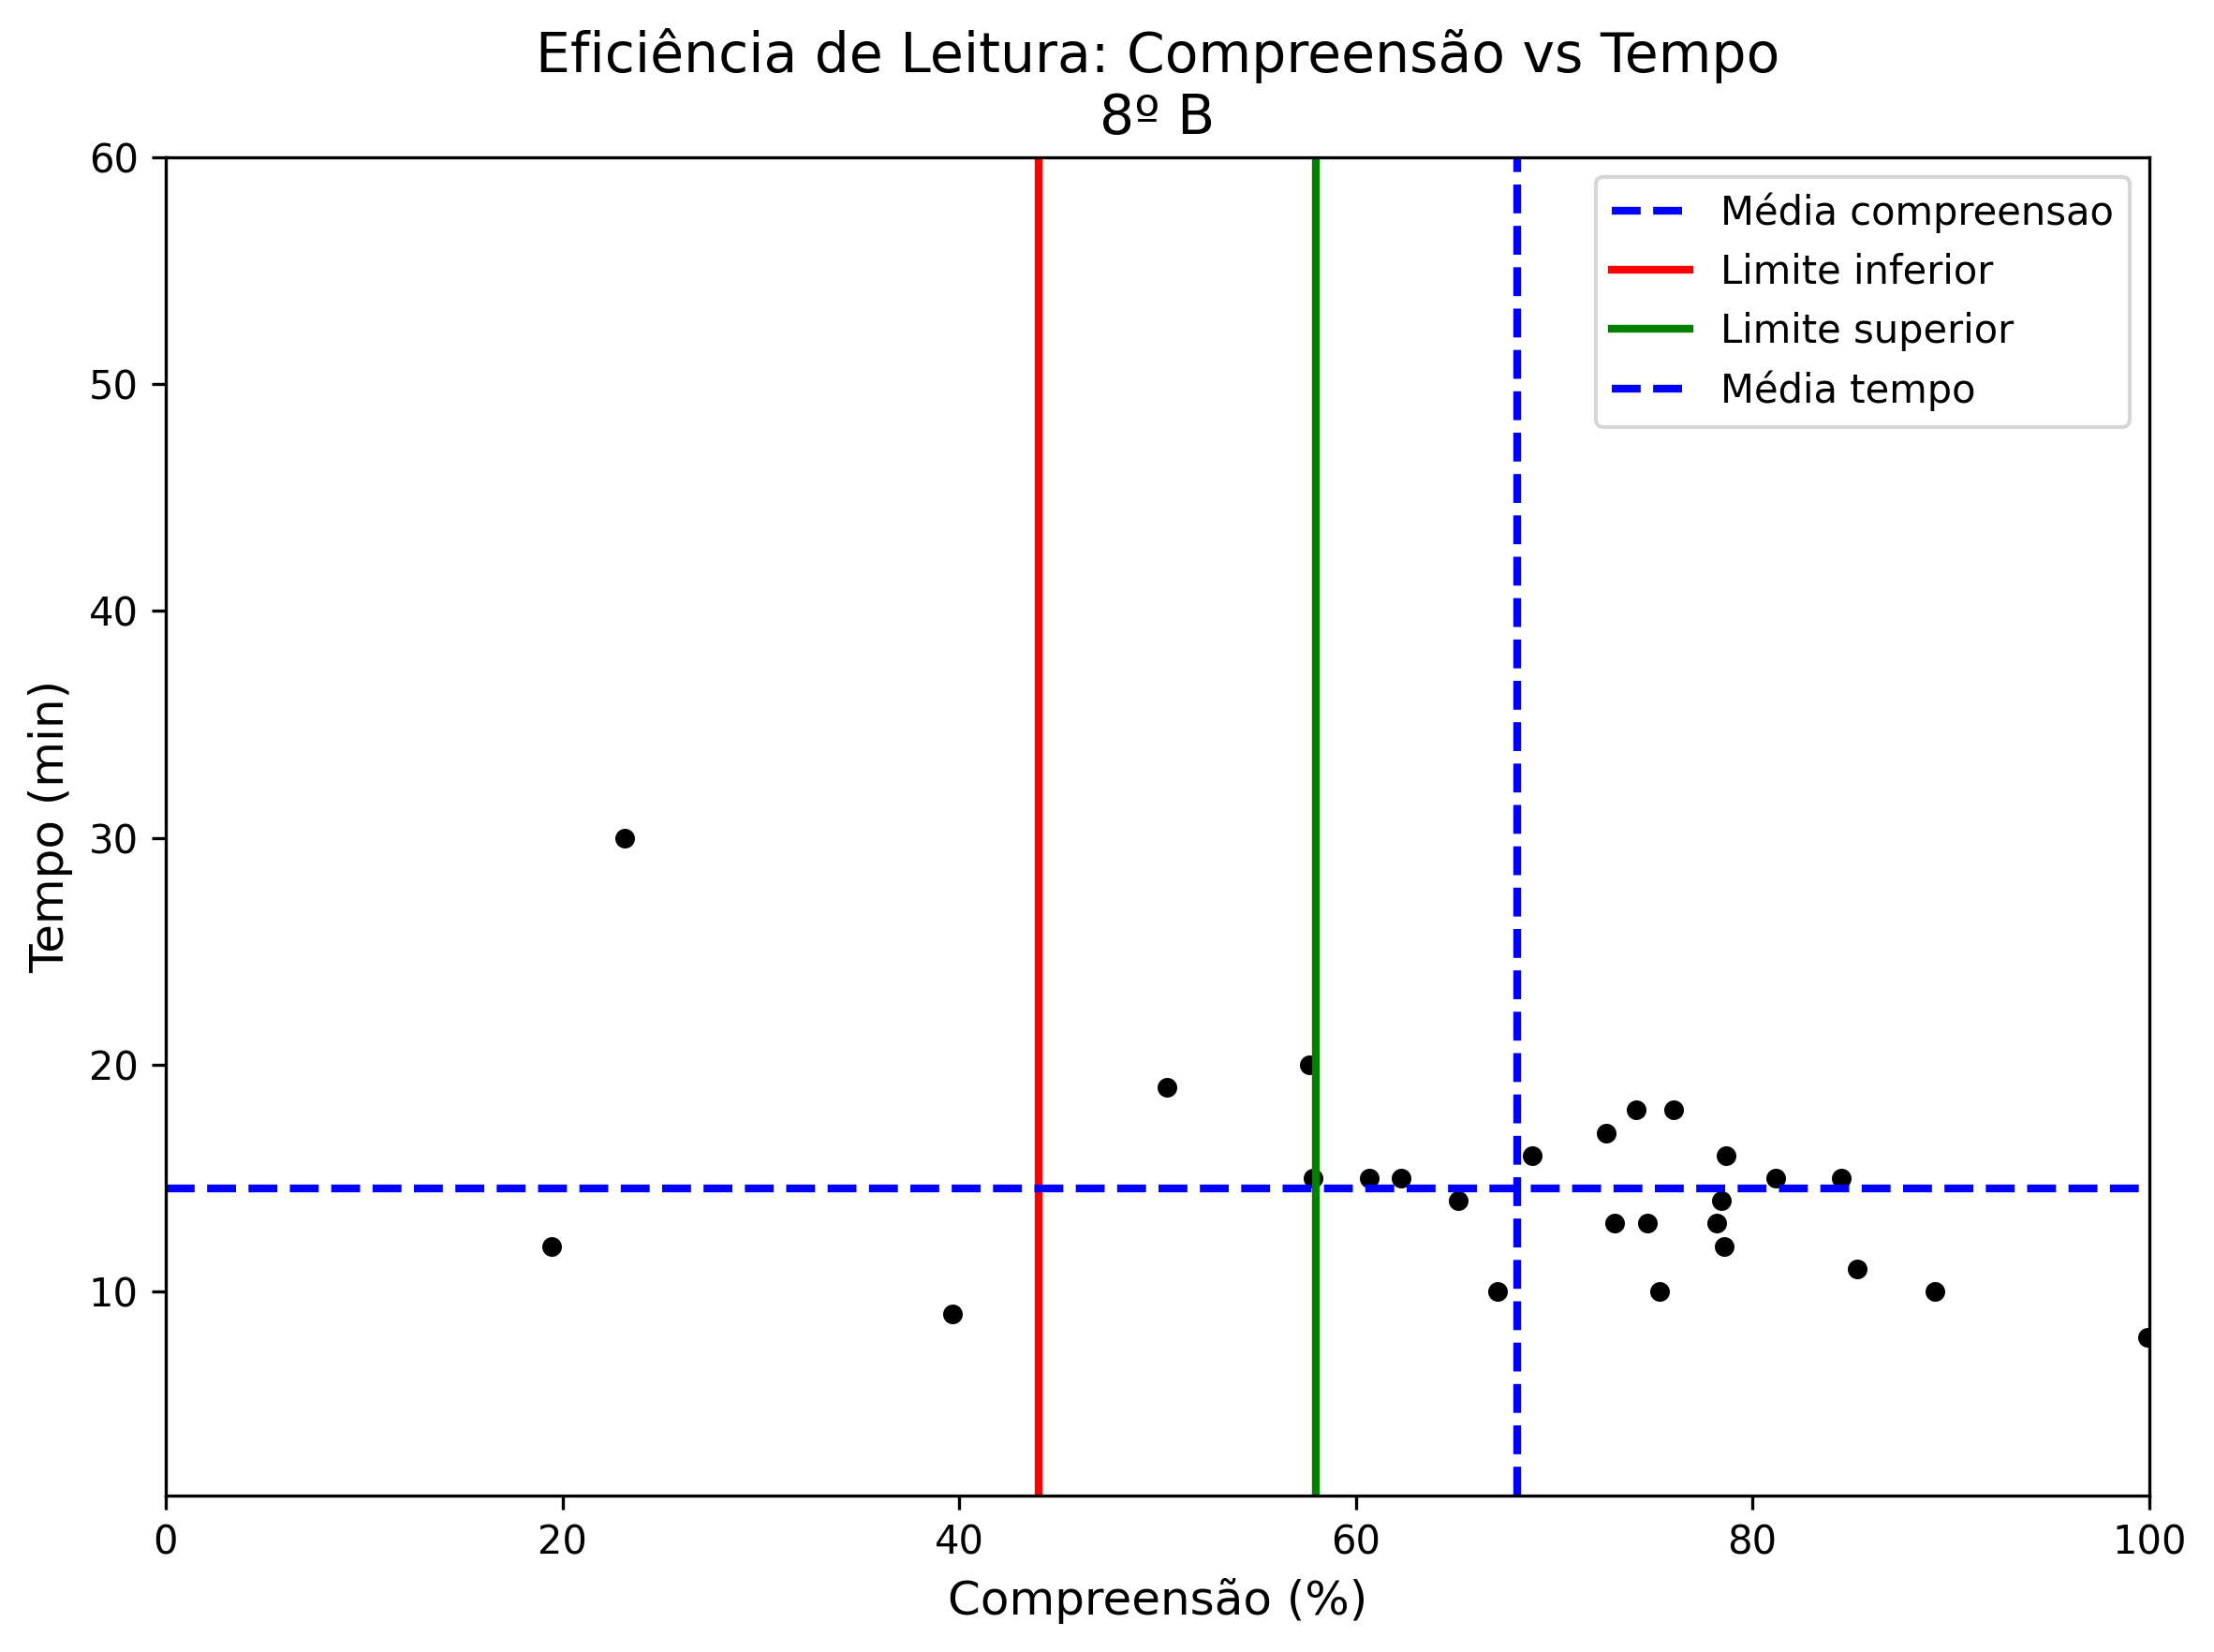 Eficiência de Leitura: Compreensão vs Tempo
8º B
Média compreensao
Limite inferior
Limite superior
Média tempo
Tempo (min)
60
50
40
30
20
10
0 20 40 60 80 100
Compreensão (%)